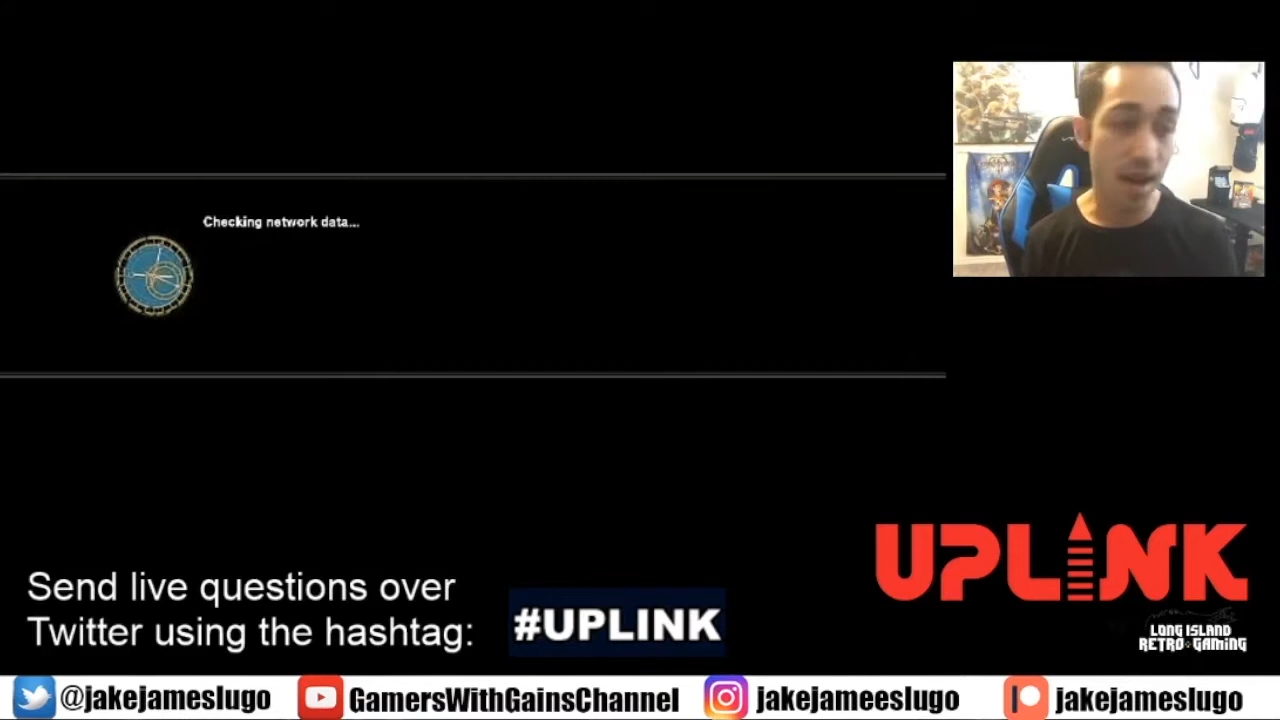 Checking network data...
UPLINK
LONG ISLAND
RETRO GAMING
Send live questions over
Twitter using the hashtag:
#UPLINK
@jakejameslugo
GamersWithGainsChannel
jakejameeslugo
jakejameslugo